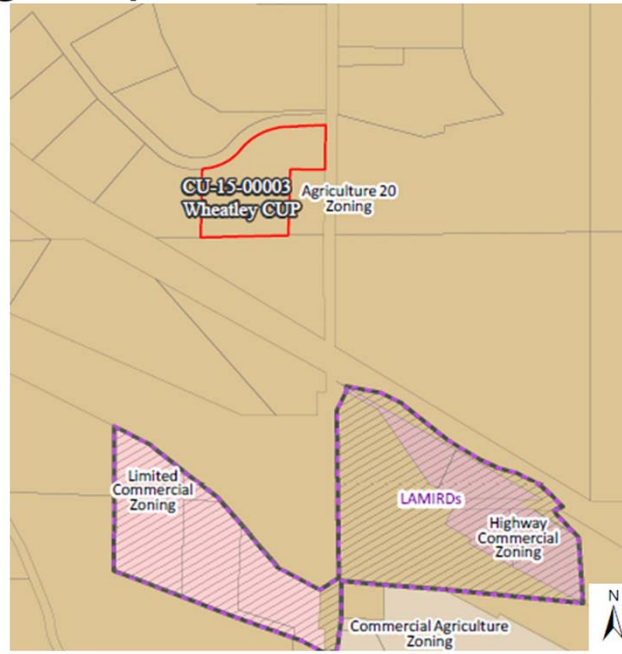 CU-15-00003
Wheatley CUP
Agriculture 20
Zoning
Limited
Commercial
Zoning
LAMIRDs
Highway
Commercial
Zoning
Commercial Agriculture
Zoning
N